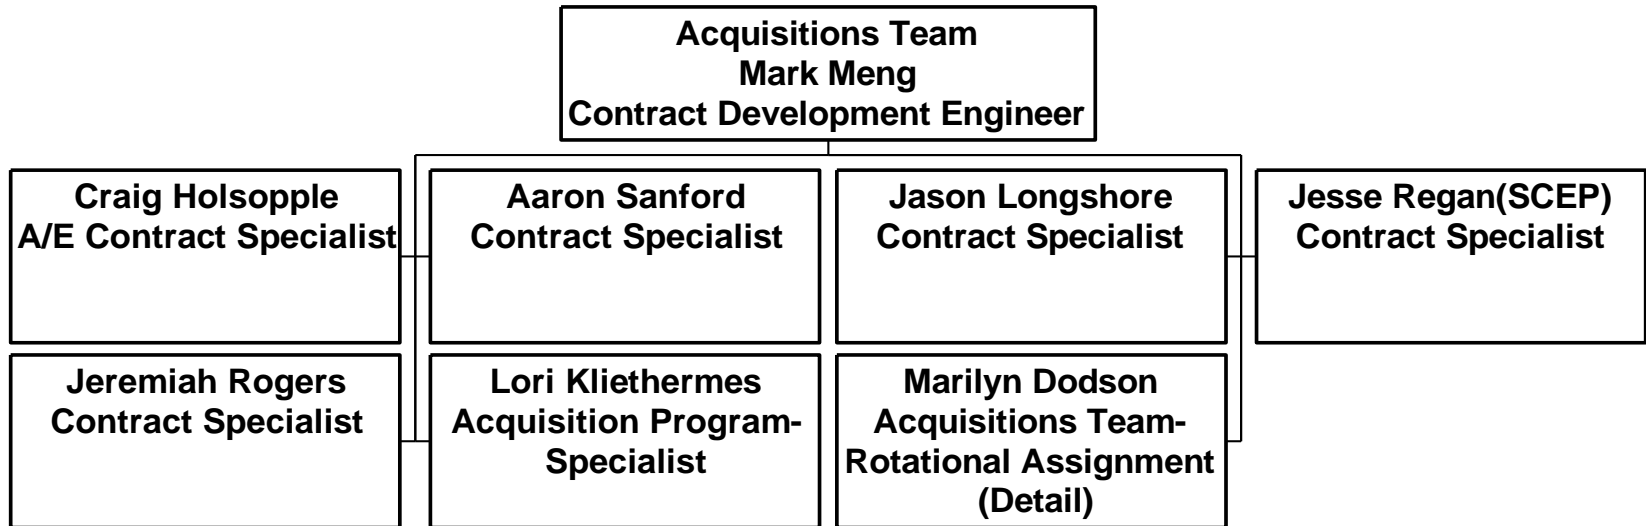 Acquisitions Team
Mark Meng
Contract Development Engineer
Craig Holsopple
A/E Contract Specialist
Aaron Sanford
Contract Specialist
Jason Longshore
Contract Specialist
Jesse Regan(SCEP)
Contract Specialist
Jeremiah Rogers
Contract Specialist
Lori Kliethermes
Acquisition Program-
Specialist
Marilyn Dodson
Acquisitions Team-
Rotational Assignment
(Detail)